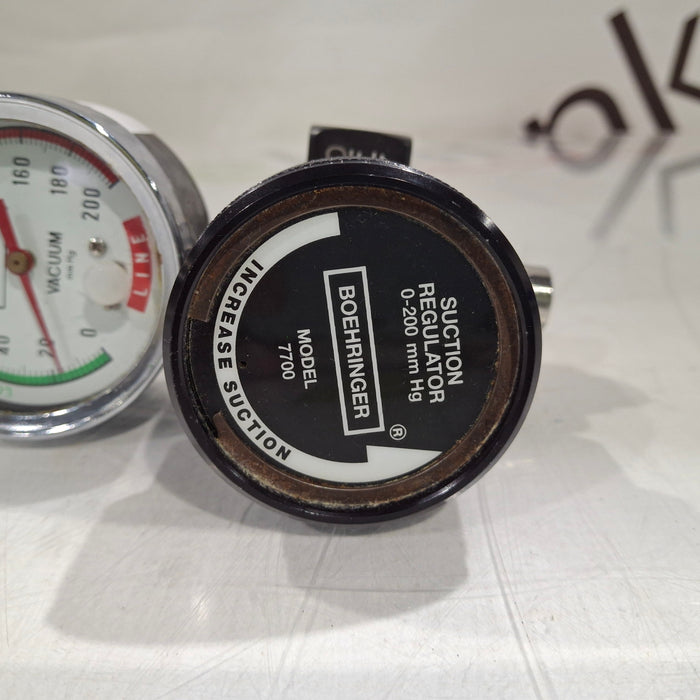 SUCTION
REGULATOR
0-200 mm Hg
BOEHRINGER
®
MODEL
7700
INCREASE SUCTION
160
180
200
VACUUM
mm Hg
LINE
0
20
40